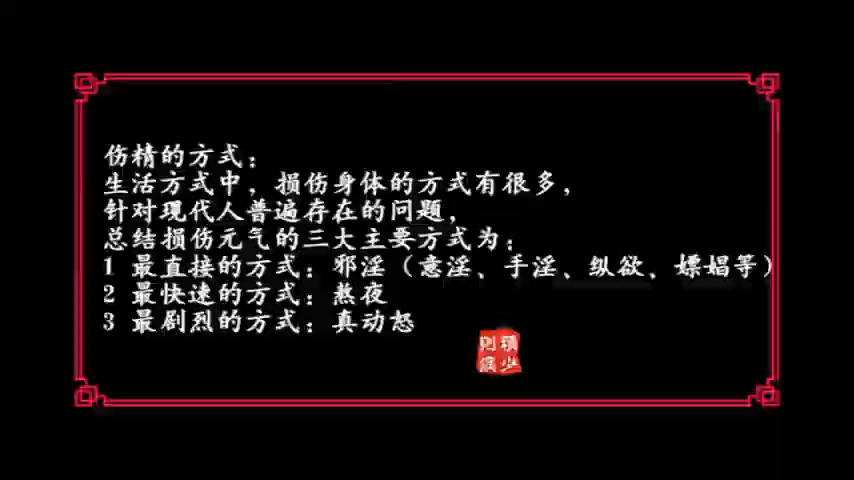 伤精的方式：
生活方式中，损伤身体的方式有很多，
针对现代人普遍存在的问题，
总结损伤元气的三大主要方式为：
1 最直接的方式：邪淫（意淫、手淫、纵欲、嫖娼等）
2 最快速的方式：熬夜
3 最剧烈的方式：真动怒